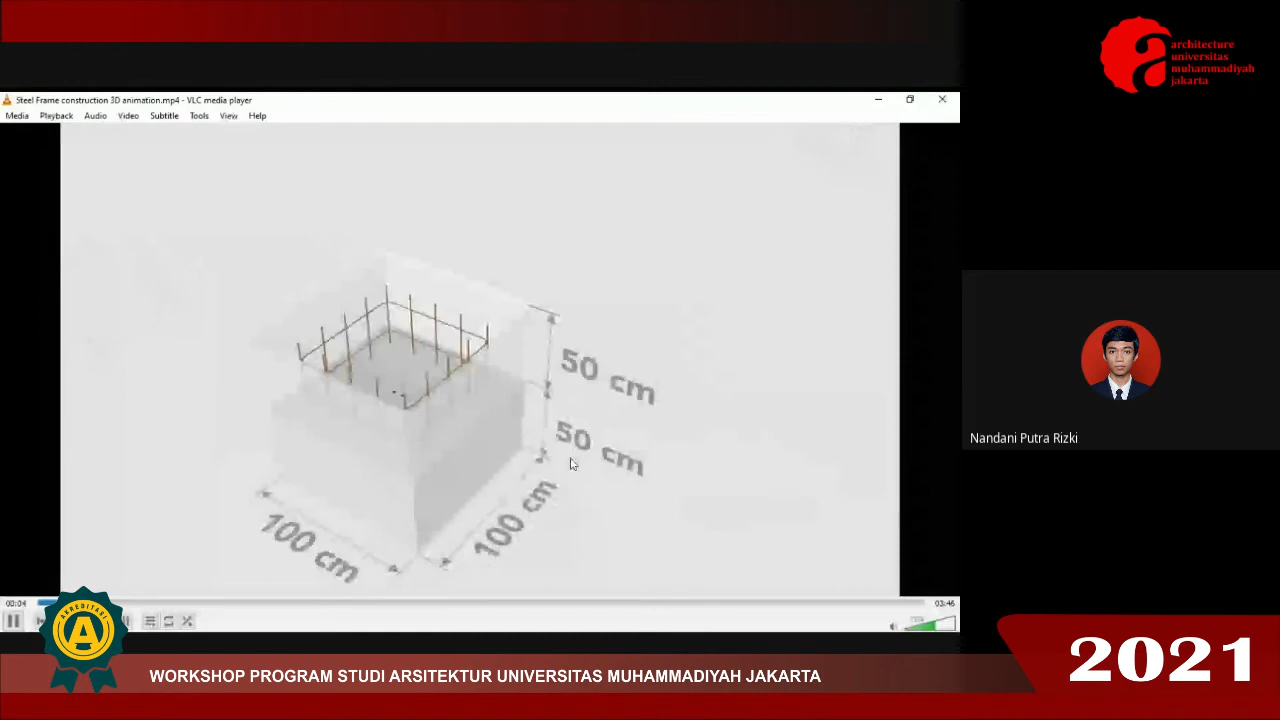 architecture
universitas
muhammadiyah
jakarta
Steel Frame construction 3D animation.mp4 - VLC media player
Media Playback Audio Video Subtitle Tools View Help
50 cm
50 cm
100 cm
100 cm
Nandani Putra Rizki
00:04
03:46
AKREDITASI
A
WORKSHOP PROGRAM STUDI ARSITEKTUR UNIVERSITAS MUHAMMADIYAH JAKARTA
2021